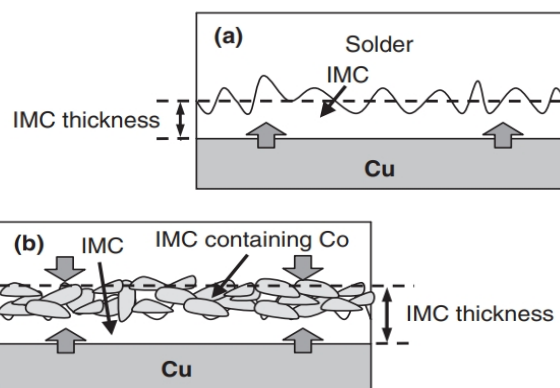 (a)
Solder
IMC
IMC thickness
Cu
(b) IMC IMC containing Co
IMC thickness
Cu